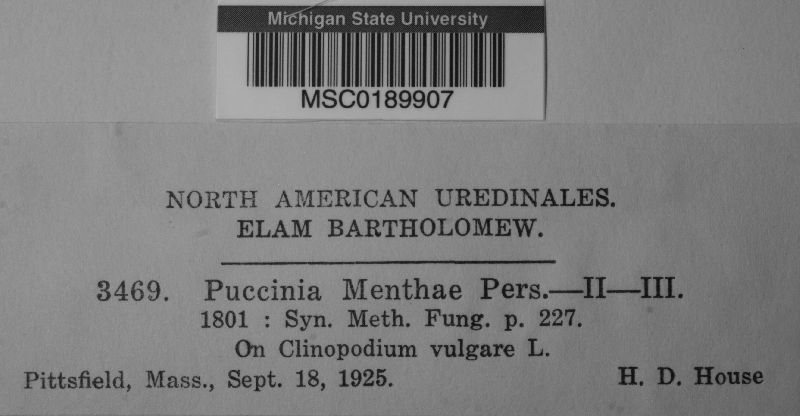 Michigan State University
MSC0189907
NORTH AMERICAN UREDINALES.
ELAM BARTHOLOMEW.
3469. Puccinia Menthae Pers.—II—III.
1801 : Syn. Meth. Fung. p. 227.
On Clinopodium vulgare L.
Pittsfield, Mass., Sept. 18, 1925. H. D. House